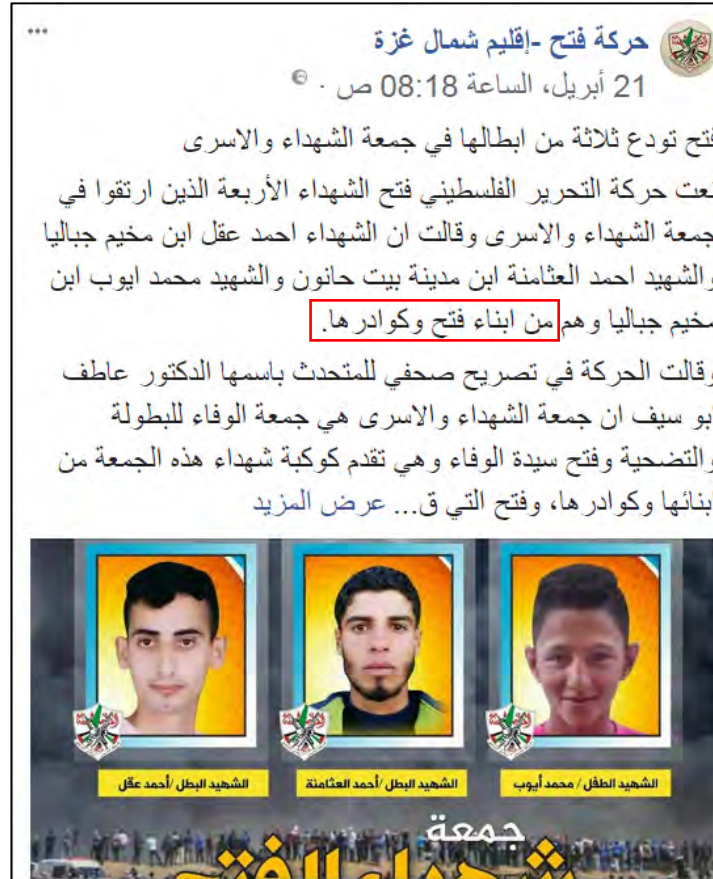 حركة فتح -إقليم شمال غزة
21 أبريل، الساعة 08:18 ص ·
فتح تودع ثلاثة من ابطالها في جمعة الشهداء والاسرى
نعت حركة التحرير الفلسطيني فتح الشهداء الأربعة الذين ارتقوا في
جمعة الشهداء والاسرى وقالت ان الشهداء احمد عقل ابن مخيم جباليا
والشهيد احمد العثامنة ابن مدينة بيت حانون والشهيد محمد ايوب ابن
مخيم جباليا وهم من ابناء فتح وكوادرها.
وقالت الحركة في تصريح صحفي للمتحدث باسمها الدكتور عاطف
ابو سيف ان جمعة الشهداء والاسرى هي جمعة الوفاء للبطولة
والتضحية وفتح سيدة الوفاء وهي تقدم كوكبة شهداء هذه الجمعة من
ابنائها وكوادرها، وفتح التي ق... عرض المزيد
الشهيد الطفل / محمد أيوب
الشهيد البطل /أحمد العثامنة
الشهيد البطل /أحمد عقل
جمعة
شهداء الفتح